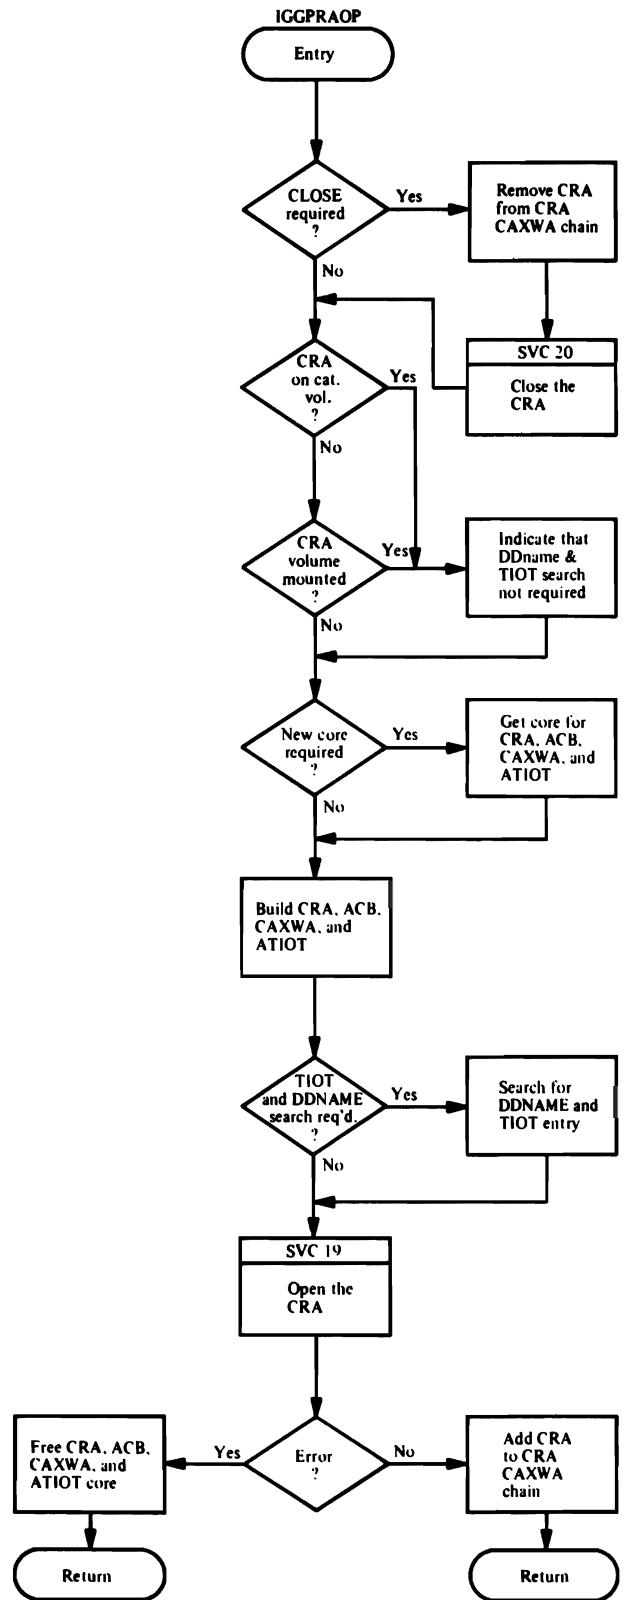 IGGPRAOP
Entry
CLOSE
required
?
Yes
No
Remove CRA
from CRA
CAXWA chain
SVC 20
Close the
CRA
CRA
on cat.
vol.
?
Yes
No
CRA
volume
mounted
?
Yes
No
Indicate that
DDname &
TIOT search
not required
New core
required
?
Yes
No
Get core for
CRA, ACB,
CAXWA, and
ATIOT
Build CRA, ACB,
CAXWA, and
ATIOT
TIOT
and DDNAME
search req'd.
?
Yes
No
Search for
DDNAME and
TIOT entry
SVC 19
Open the
CRA
Error
?
Yes
No
Free CRA, ACB,
CAXWA, and
ATIOT core
Return
Add CRA
to CRA
CAXWA
chain
Return